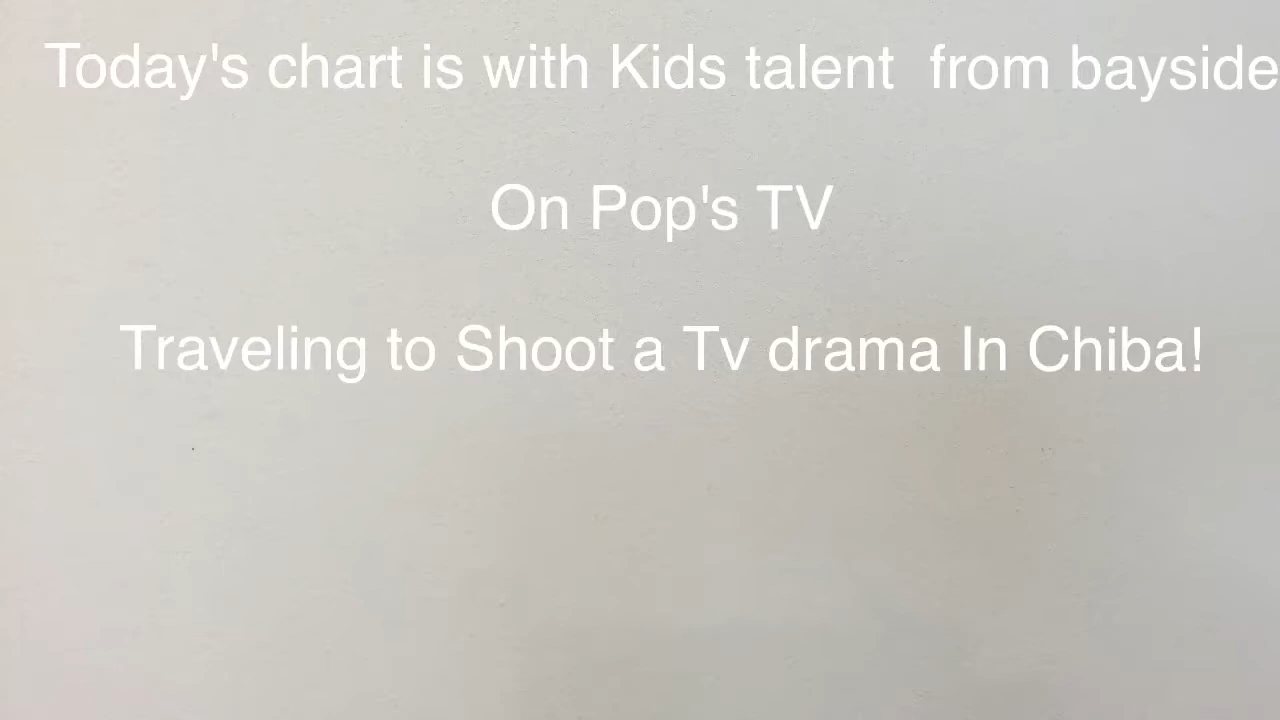 Today's chart is with Kids talent  from bayside
On Pop's TV
Traveling to Shoot a Tv drama In Chiba!